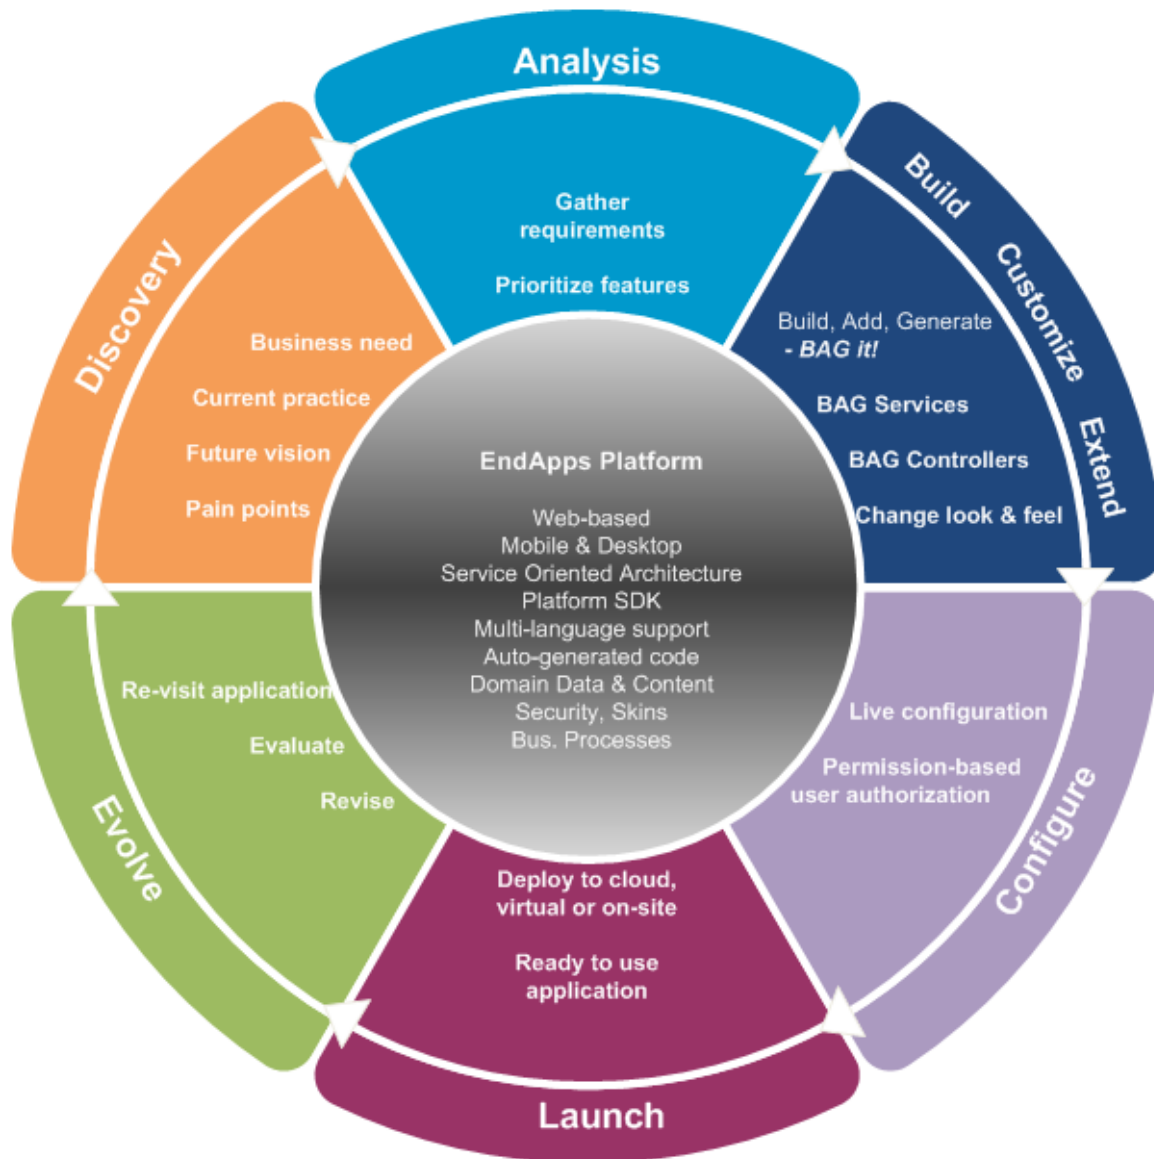 Analysis
Gather
requirements
Prioritize features
Build Customize Extend
Build, Add, Generate
- BAG it!
BAG Services
BAG Controllers
Change look & feel
Configure
Live configuration
Permission-based
user authorization
Launch
Deploy to cloud,
virtual or on-site
Ready to use
application
Evolve
Re-visit application
Evaluate
Revise
Discovery
Business need
Current practice
Future vision
Pain points
EndApps Platform
Web-based
Mobile & Desktop
Service Oriented Architecture
Platform SDK
Multi-language support
Auto-generated code
Domain Data & Content
Security, Skins
Bus. Processes